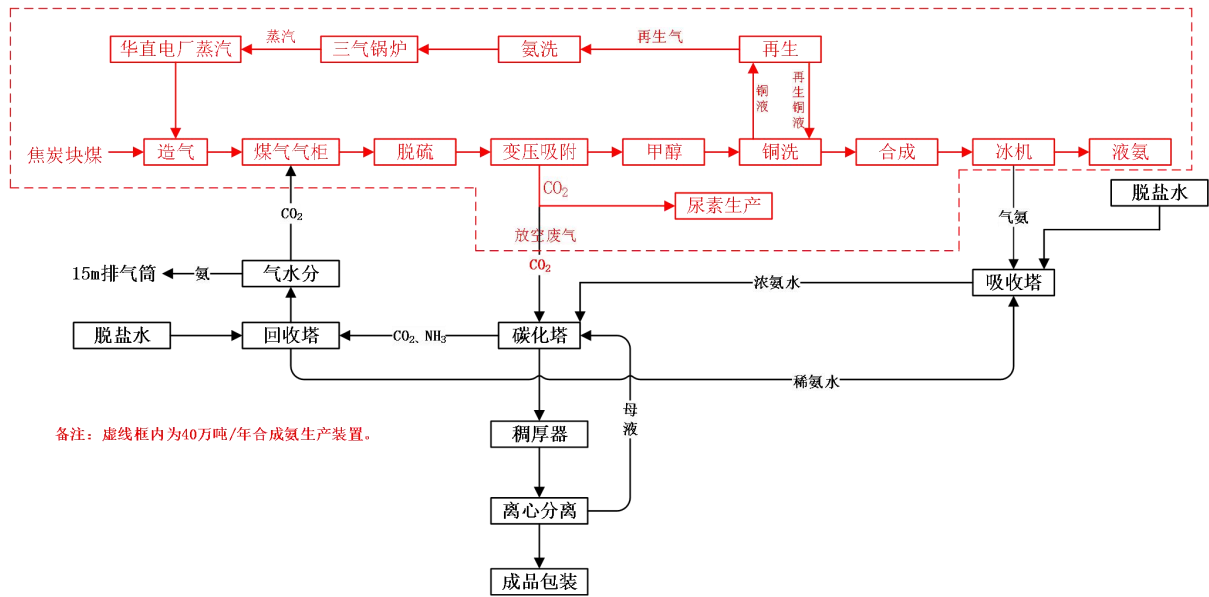 蒸汽
再生气
华直电厂蒸汽
三气锅炉
氨洗
再生
铜液
再生铜液
焦炭块煤
造气
煤气气柜
脱硫
变压吸附
甲醇
铜洗
合成
冰机
液氨
CO₂
尿素生产
脱盐水
CO₂
放空废气
气氨
CO₂
15m排气筒
氨
气水分
浓氨水
吸收塔
脱盐水
回收塔
CO₂、NH₃
碳化塔
稀氨水
母液
备注：虚线框内为40万吨/年合成氨生产装置。
稠厚器
离心分离
成品包装